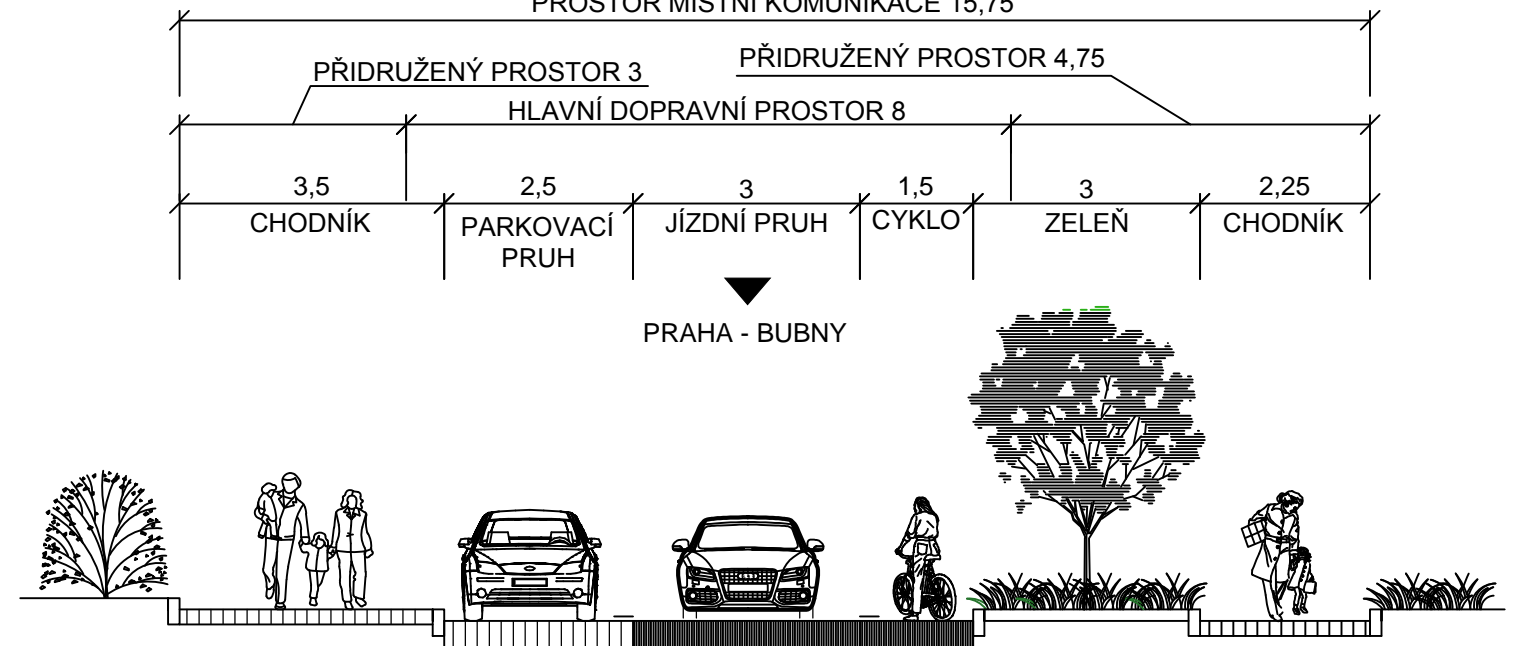 PROSTOR MÍSTNÍ KOMUNIKACE 15,75
PŘIDRUŽENÝ PROSTOR 3
PŘIDRUŽENÝ PROSTOR 4,75
HLAVNÍ DOPRAVNÍ PROSTOR 8
3,5
2,5
3
1,5
3
2,25
CHODNÍK
PARKOVACÍ
PRUH
JÍZDNÍ PRUH
CYKLO
ZELEŇ
CHODNÍK
PRAHA - BUBNY